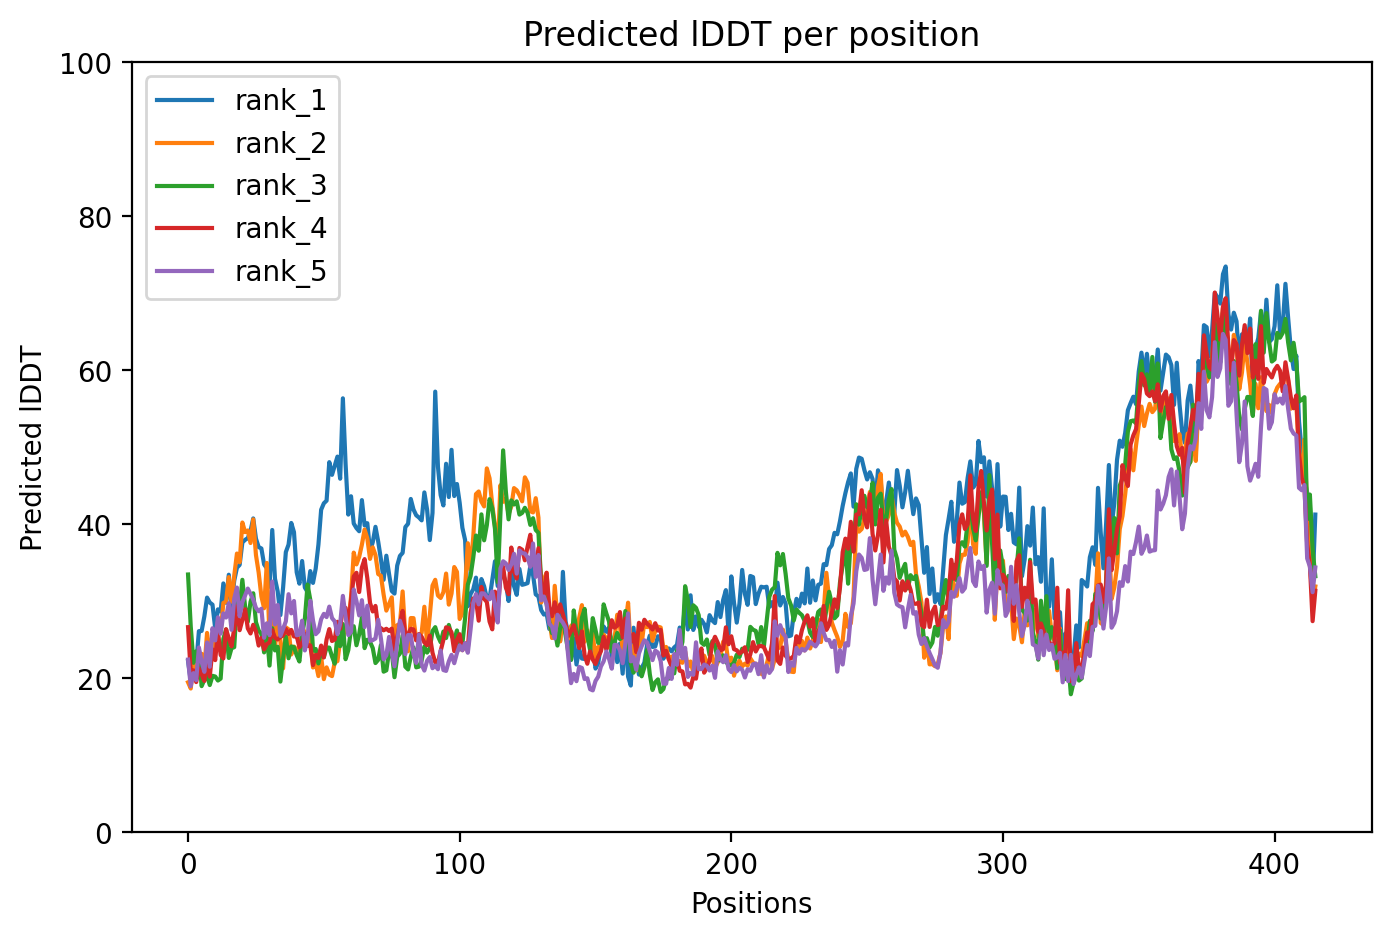 Predicted lDDT per position
100
80
60
40
20
0
Predicted lDDT
rank_1
rank_2
rank_3
rank_4
rank_5
0 100 200 300 400
Positions